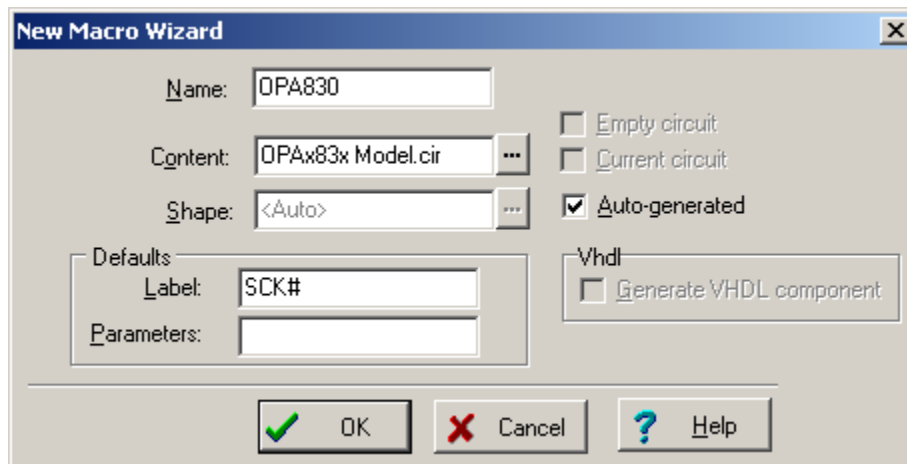 New Macro Wizard
Name: OPA830
Empty circuit
Content: OPAx83x Model.cir ...
Current circuit
Shape: <Auto> ...
Auto-generated
Defaults
Vhdl
Label: SCK#
Generate VHDL component
Parameters:
OK Cancel ? Help